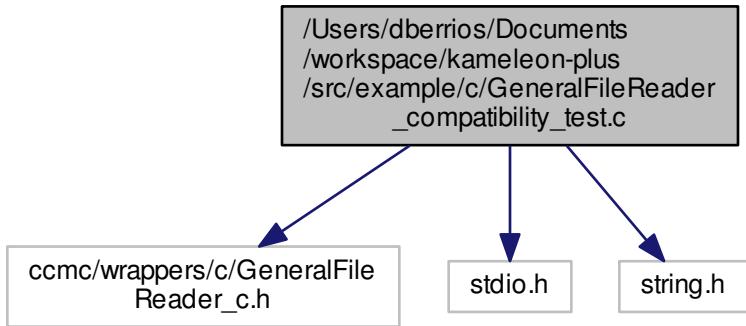 /Users/dberrios/Documents
/workspace/kameleon-plus
/src/example/c/GeneralFileReader
_compatibility_test.c
ccmc/wrappers/c/GeneralFile
Reader_c.h
stdio.h
string.h